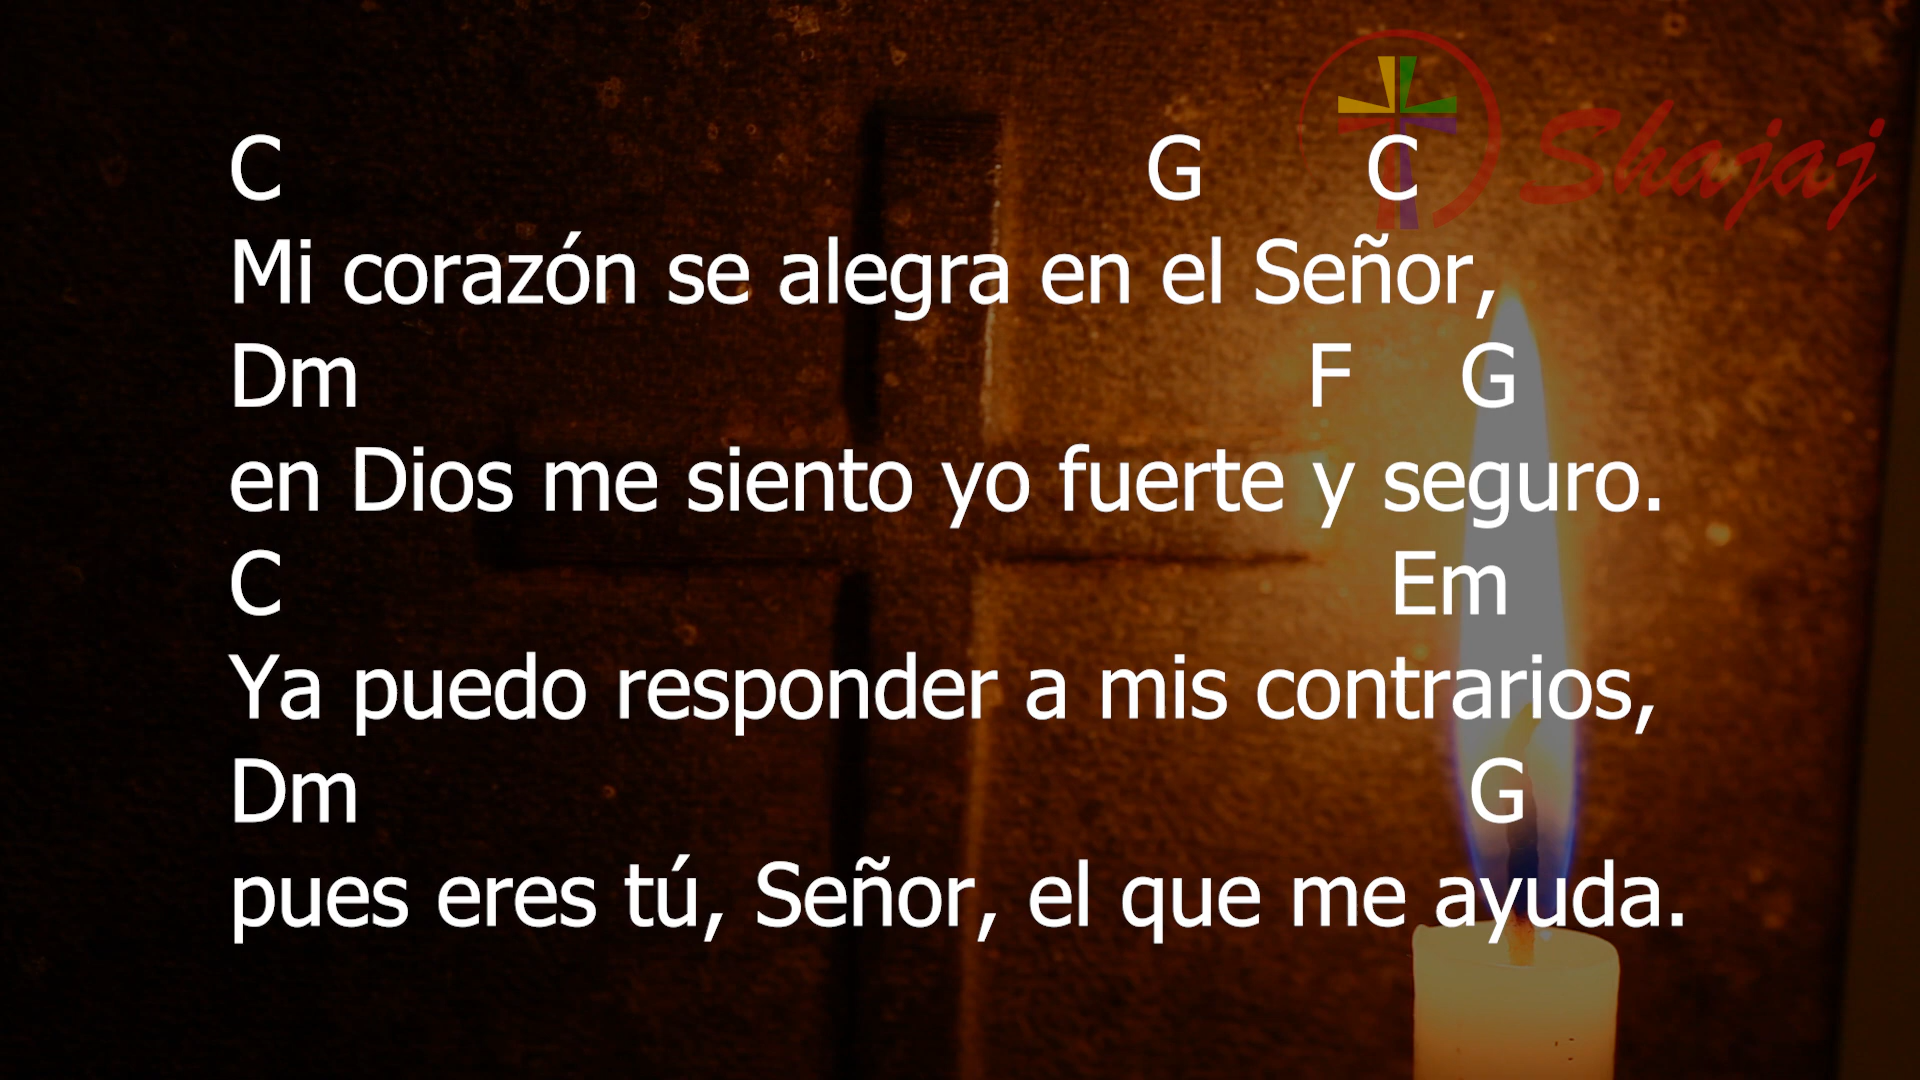 C G C
Shajaj
Mi corazón se alegra en el Señor,
Dm F G
en Dios me siento yo fuerte y seguro.
C Em
Ya puedo responder a mis contrarios,
Dm G
pues eres tú, Señor, el que me ayuda.